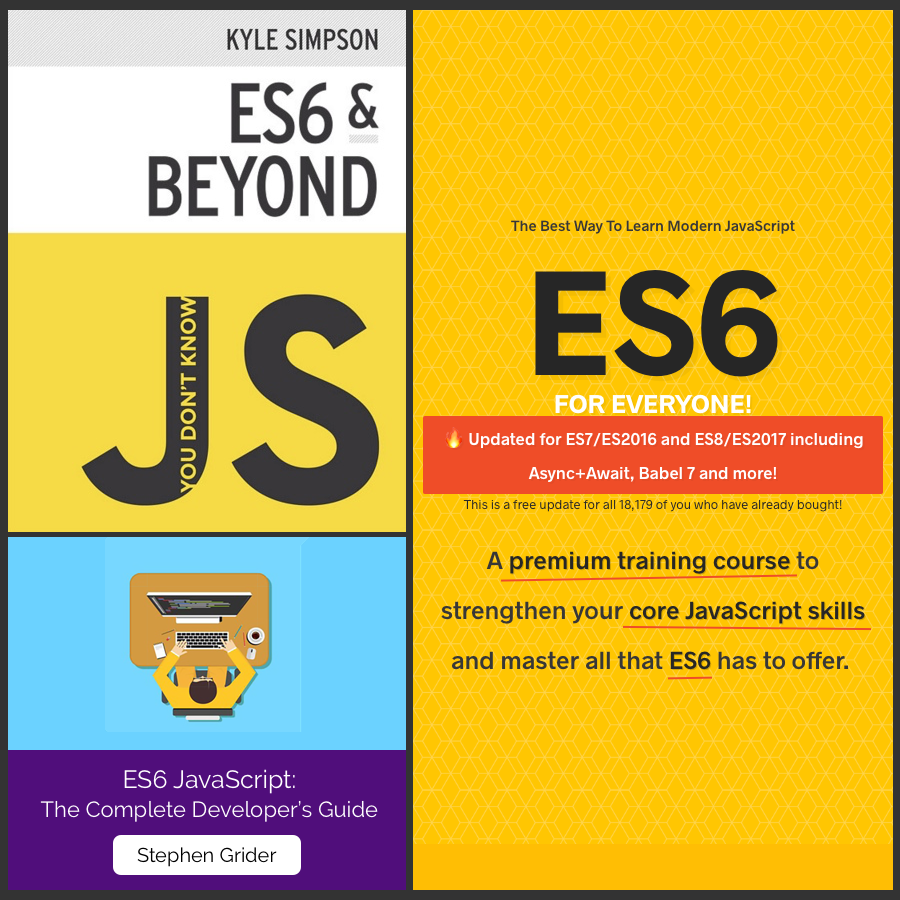 KYLE SIMPSON
ES6 &
BEYOND
YOU DON'T KNOW
JS
ES6 JavaScript:
The Complete Developer's Guide
Stephen Grider
The Best Way To Learn Modern JavaScript
ES6
FOR EVERYONE!
🔥 Updated for ES7/ES2016 and ES8/ES2017 including
Async+Await, Babel 7 and more!
This is a free update for all 18,179 of you who have already bought!
A premium training course to
strengthen your core JavaScript skills
and master all that ES6 has to offer.